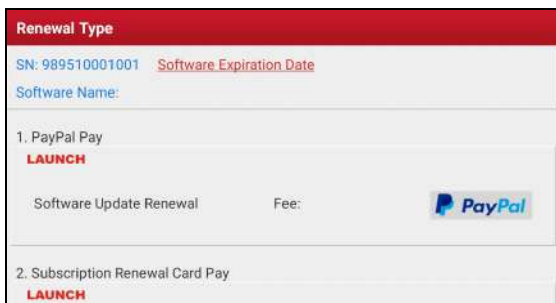 Renewal Type
SN: 989510001001 Software Expiration Date
Software Name:
1. PayPal Pay
LAUNCH
Software Update Renewal Fee: PayPal
2. Subscription Renewal Card Pay
LAUNCH